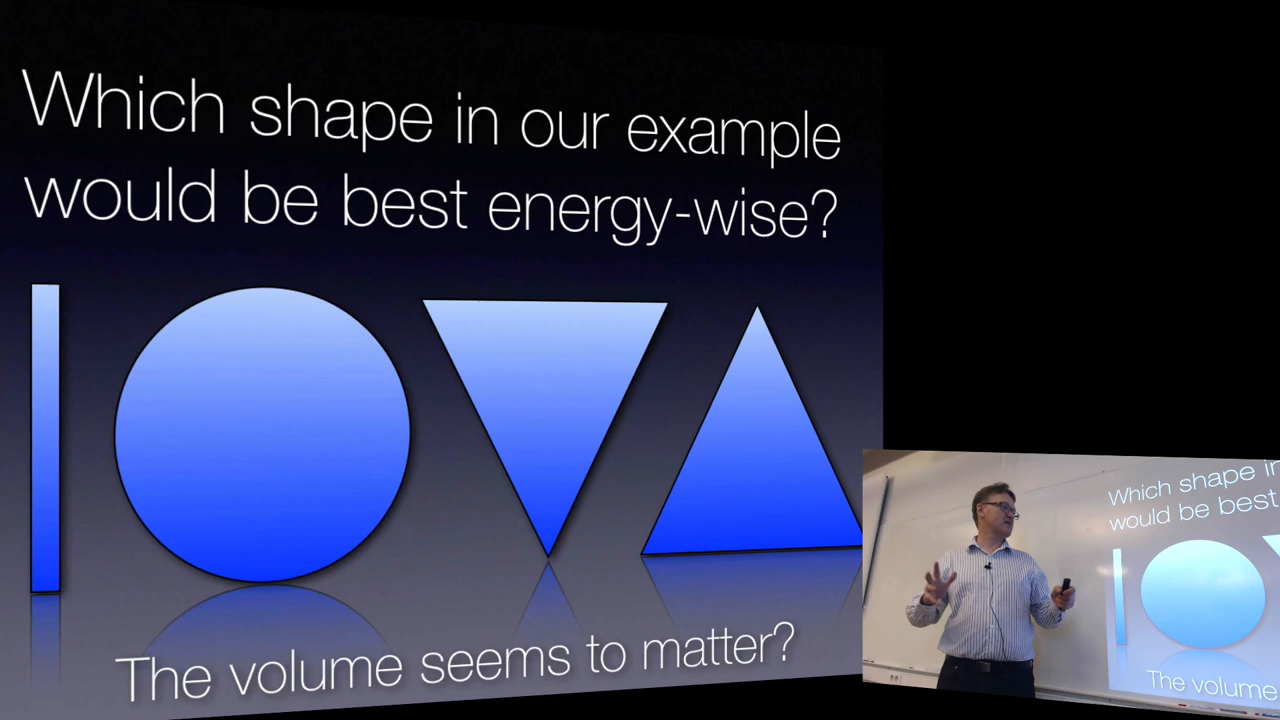 Which shape in our example
would be best energy-wise?
The volume seems to matter?
Which shape in
would be best
The volume